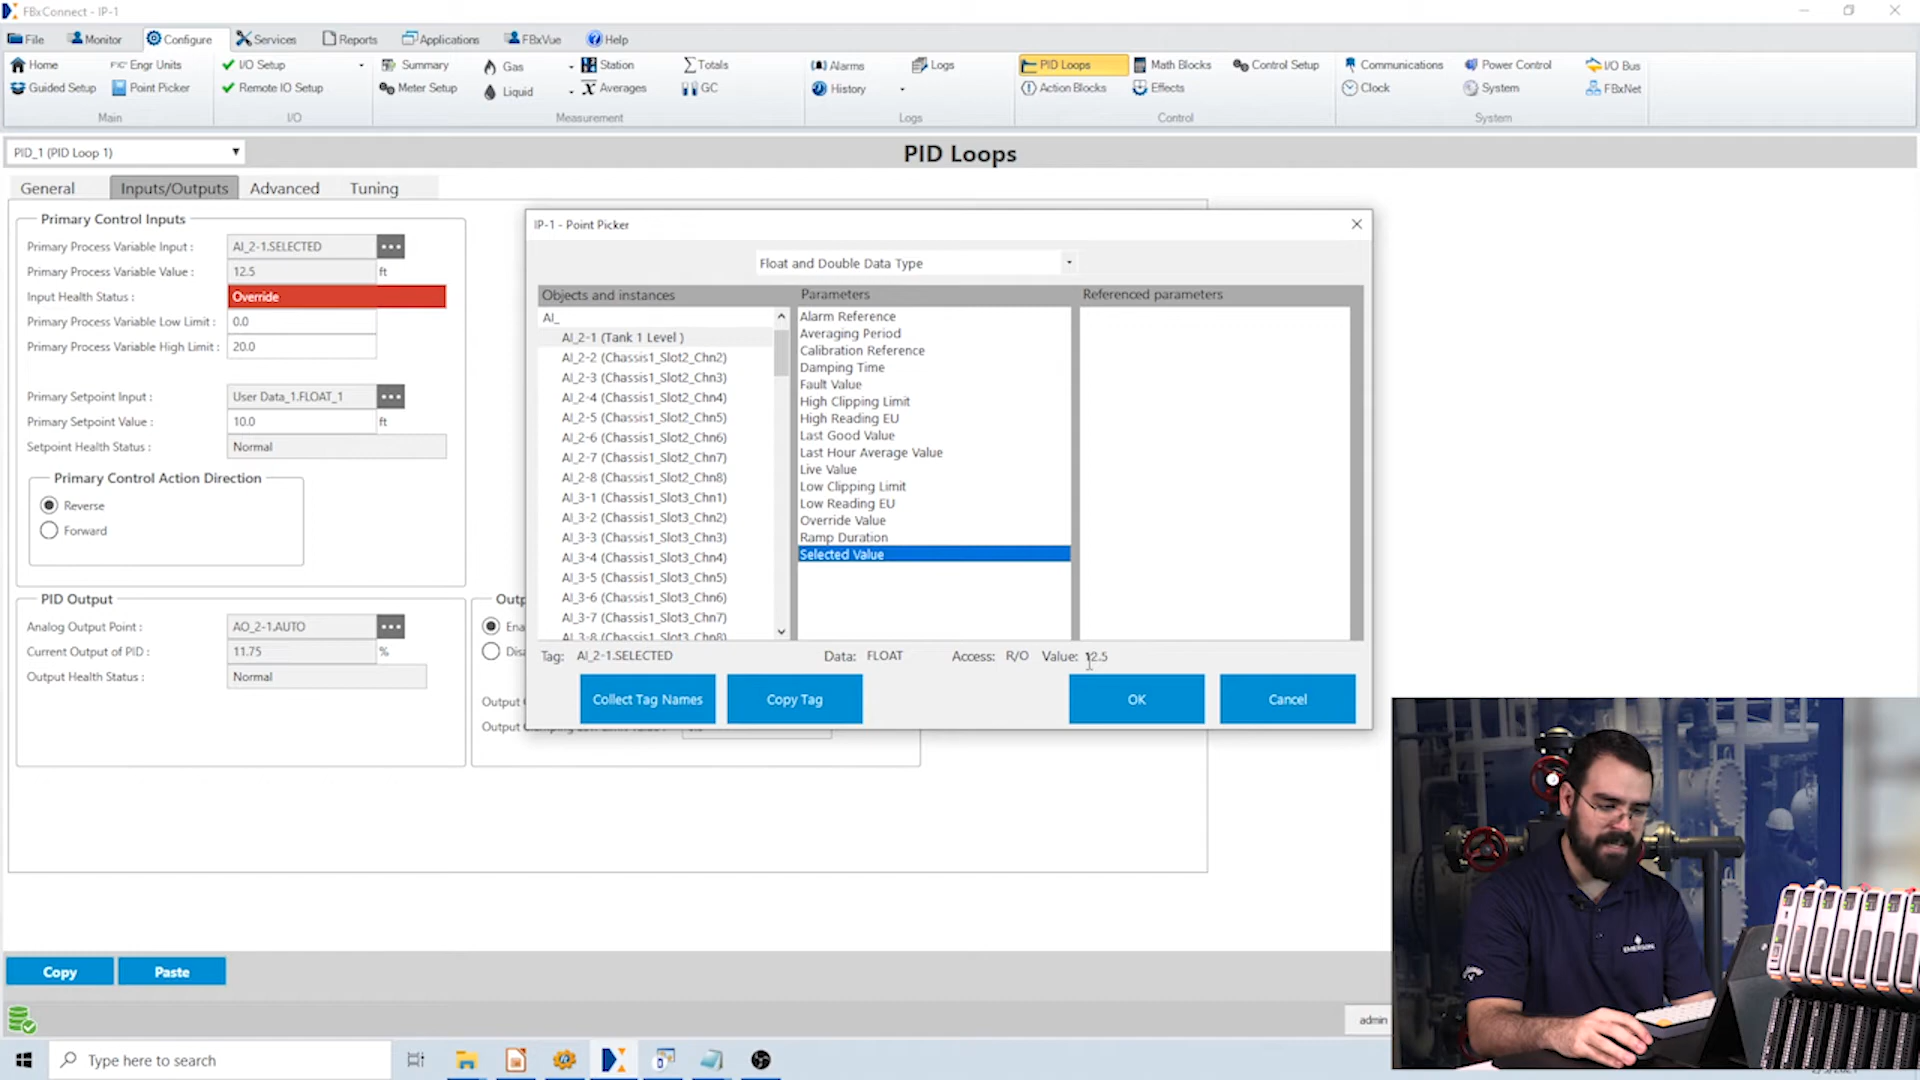 FBxConnect - IP-1
File Monitor Configure Services Reports Applications FBxVue Help
Home Engr Units I/O Setup Summary Gas Station Totals Alarms Logs PID Loops Math Blocks Control Setup Communications Power Control I/O Bus
Guided Setup Point Picker Remote IO Setup Meter Setup Liquid Averages GC History Action Blocks Effects Clock System FBxNet
Main I/O Measurement Logs Control System
PID_1 (PID Loop 1)
PID Loops
General Inputs/Outputs Advanced Tuning
Primary Control Inputs
Primary Process Variable Input : AI_2-1.SELECTED
Primary Process Variable Value : 12.5 ft
Input Health Status : Override
Primary Process Variable Low Limit : 0.0
Primary Process Variable High Limit : 20.0
Primary Setpoint Input : User Data_1.FLOAT_1
Primary Setpoint Value : 10.0 ft
Setpoint Health Status : Normal
Primary Control Action Direction
Reverse
Forward
PID Output
Analog Output Point : AO_2-1.AUTO
Current Output of PID : 11.75 %
Output Health Status : Normal
IP-1 - Point Picker
Float and Double Data Type
Objects and instances
AI_
AI_2-1 (Tank 1 Level )
AI_2-2 (Chassis1_Slot2_Chn2)
AI_2-3 (Chassis1_Slot2_Chn3)
AI_2-4 (Chassis1_Slot2_Chn4)
AI_2-5 (Chassis1_Slot2_Chn5)
AI_2-6 (Chassis1_Slot2_Chn6)
AI_2-7 (Chassis1_Slot2_Chn7)
AI_2-8 (Chassis1_Slot2_Chn8)
AI_3-1 (Chassis1_Slot3_Chn1)
AI_3-2 (Chassis1_Slot3_Chn2)
AI_3-3 (Chassis1_Slot3_Chn3)
AI_3-4 (Chassis1_Slot3_Chn4)
AI_3-5 (Chassis1_Slot3_Chn5)
AI_3-6 (Chassis1_Slot3_Chn6)
AI_3-7 (Chassis1_Slot3_Chn7)
AI_3-8 (Chassis1_Slot3_Chn8)
Parameters
Alarm Reference
Averaging Period
Calibration Reference
Damping Time
Fault Value
High Clipping Limit
High Reading EU
Last Good Value
Last Hour Average Value
Live Value
Low Clipping Limit
Low Reading EU
Override Value
Ramp Duration
Selected Value
Referenced parameters
Tag: AI_2-1.SELECTED Data: FLOAT Access: R/O Value: 12.5
Collect Tag Names Copy Tag OK Cancel
Copy Paste
admin
EMERSON
Type here to search